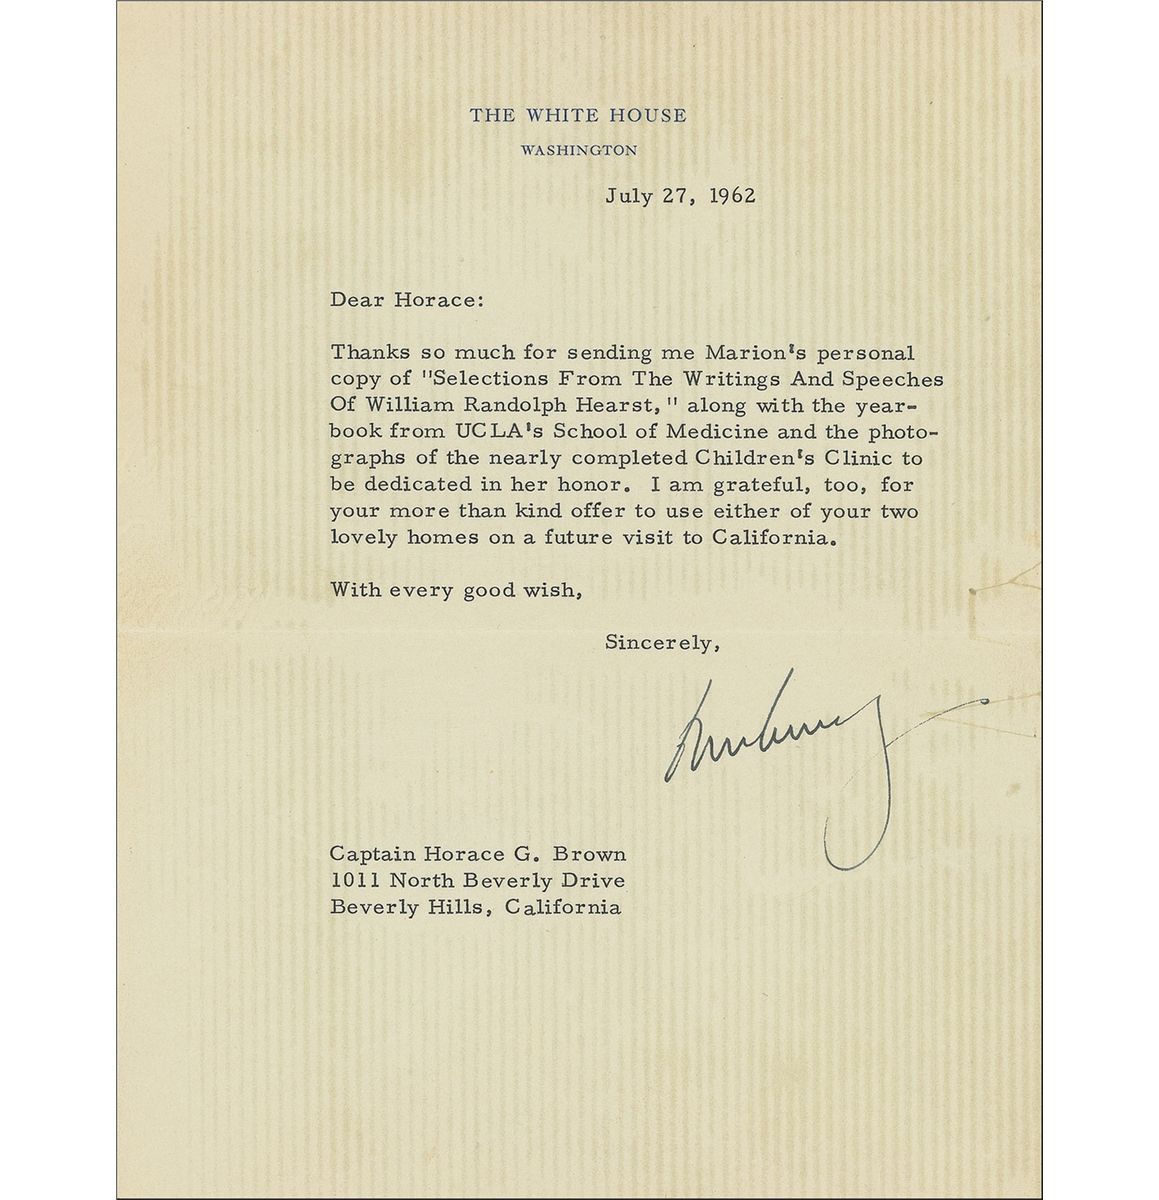 THE WHITE HOUSE
WASHINGTON
July 27, 1962
Dear Horace:
Thanks so much for sending me Marion's personal
copy of "Selections From The Writings And Speeches
Of William Randolph Hearst," along with the year-
book from UCLA's School of Medicine and the photo-
graphs of the nearly completed Children's Clinic to
be dedicated in her honor. I am grateful, too, for
your more than kind offer to use either of your two
lovely homes on a future visit to California.
With every good wish,
Sincerely,
Captain Horace G. Brown
1011 North Beverly Drive
Beverly Hills, California